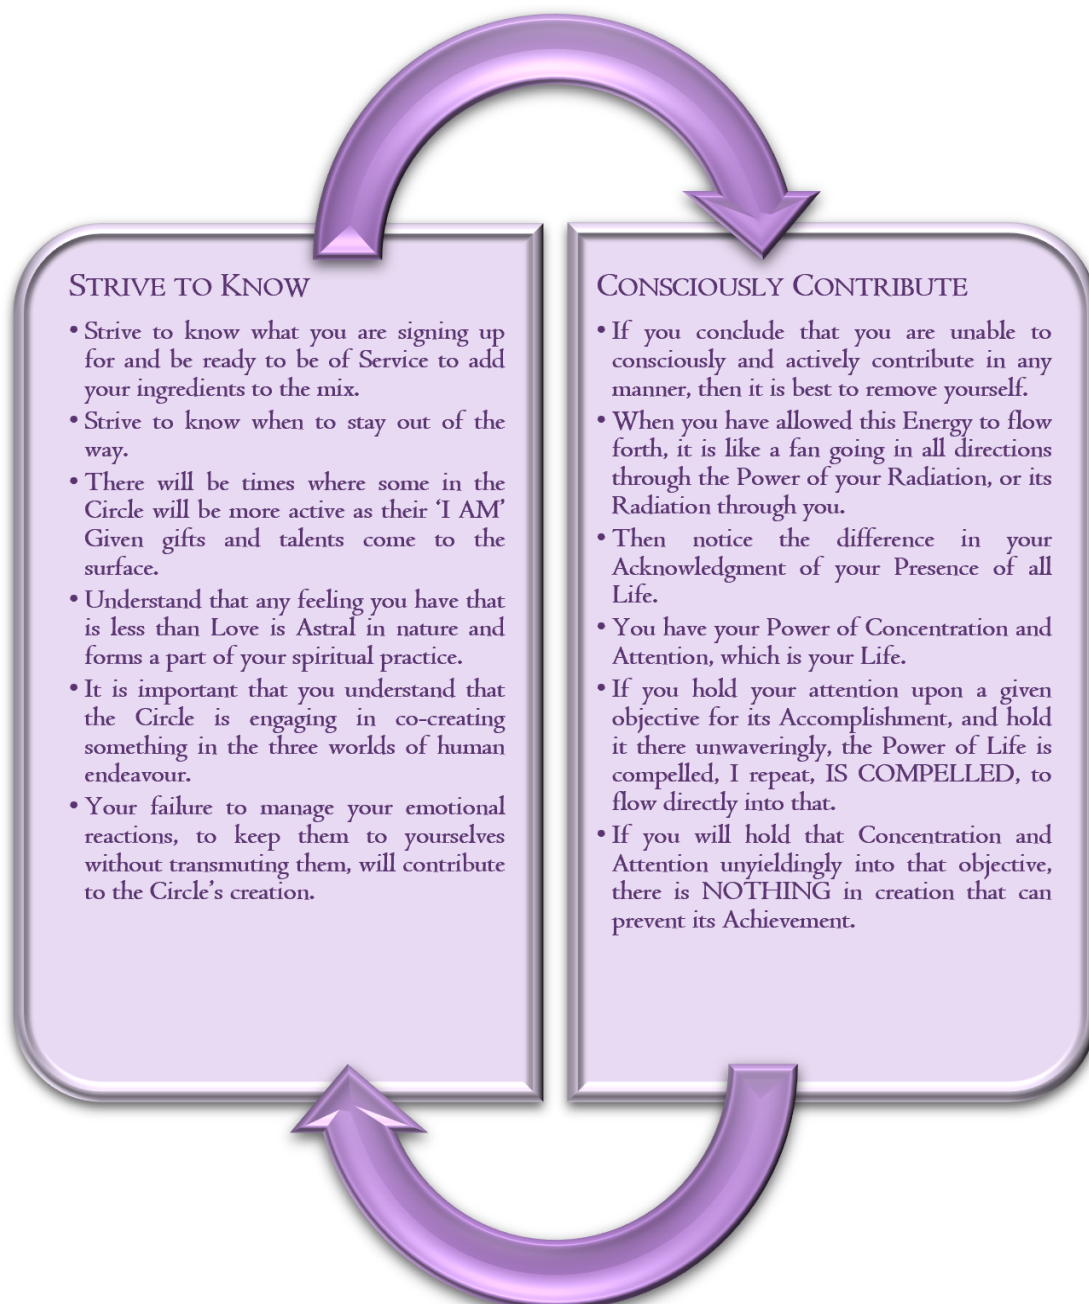 STRIVE TO KNOW
• Strive to know what you are signing up
for and be ready to be of Service to add
your ingredients to the mix.
• Strive to know when to stay out of the
way.
• There will be times where some in the
Circle will be more active as their ‘I AM’
Given gifts and talents come to the
surface.
• Understand that any feeling you have that
is less than Love is Astral in nature and
forms a part of your spiritual practice.
• It is important that you understand that
the Circle is engaging in co-creating
something in the three worlds of human
endeavour.
• Your failure to manage your emotional
reactions, to keep them to yourselves
without transmuting them, will contribute
to the Circle’s creation.
CONSCIOUSLY CONTRIBUTE
• If you conclude that you are unable to
consciously and actively contribute in any
manner, then it is best to remove yourself.
• When you have allowed this Energy to flow
forth, it is like a fan going in all directions
through the Power of your Radiation, or its
Radiation through you.
• Then notice the difference in your
Acknowledgment of your Presence of all
Life.
• You have your Power of Concentration and
Attention, which is your Life.
• If you hold your attention upon a given
objective for its Accomplishment, and hold
it there unwaveringly, the Power of Life is
compelled, I repeat, IS COMPELLED, to
flow directly into that.
• If you will hold that Concentration and
Attention unyieldingly into that objective,
there is NOTHING in creation that can
prevent its Achievement.